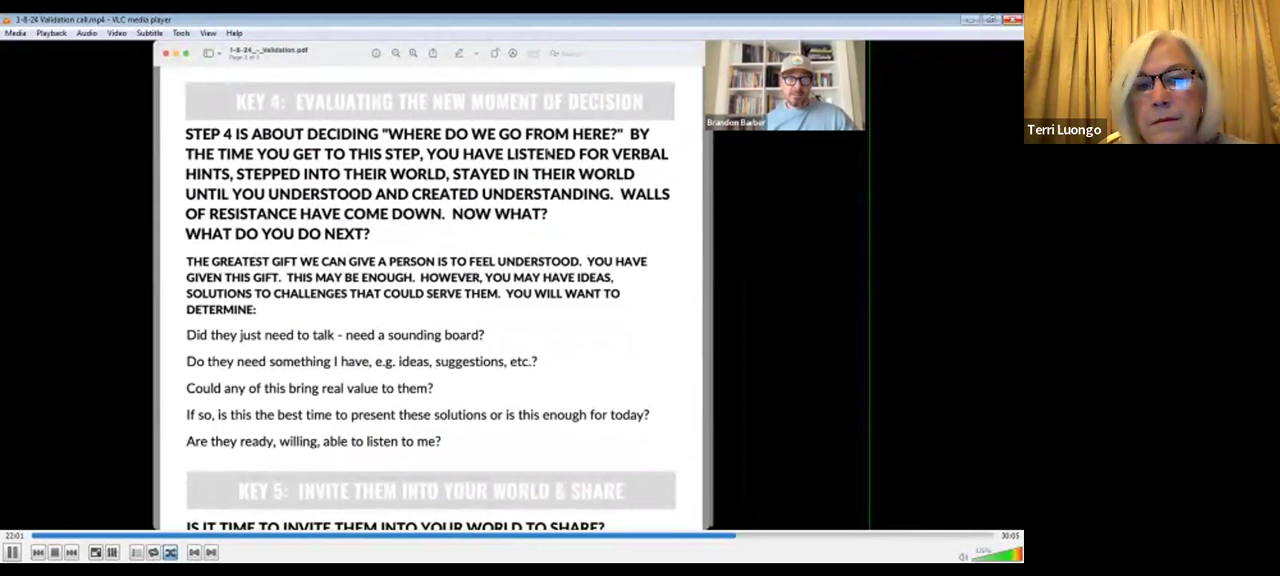 1-8-24 Validation call.mp4 - VLC media player
Media Playback Audio Video Subtitle Tools View Help
1-8-24_-_Validation.pdf
KEY 4: EVALUATING THE NEW MOMENT OF DECISION
STEP 4 IS ABOUT DECIDING "WHERE DO WE GO FROM HERE?" BY
THE TIME YOU GET TO THIS STEP, YOU HAVE LISTENED FOR VERBAL
HINTS, STEPPED INTO THEIR WORLD, STAYED IN THEIR WORLD
UNTIL YOU UNDERSTOOD AND CREATED UNDERSTANDING. WALLS
OF RESISTANCE HAVE COME DOWN. NOW WHAT?
WHAT DO YOU DO NEXT?
THE GREATEST GIFT WE CAN GIVE A PERSON IS TO FEEL UNDERSTOOD. YOU HAVE
GIVEN THIS GIFT. THIS MAY BE ENOUGH. HOWEVER, YOU MAY HAVE IDEAS,
SOLUTIONS TO CHALLENGES THAT COULD SERVE THEM. YOU WILL WANT TO
DETERMINE:
Did they just need to talk - need a sounding board?
Do they need something I have, e.g. ideas, suggestions, etc.?
Could any of this bring real value to them?
If so, is this the best time to present these solutions or is this enough for today?
Are they ready, willing, able to listen to me?
KEY 5: INVITE THEM INTO YOUR WORLD & SHARE
IS IT TIME TO INVITE THEM INTO YOUR WORLD TO SHARE?
Brandon Barber
Terri Luongo
22:01
30:05